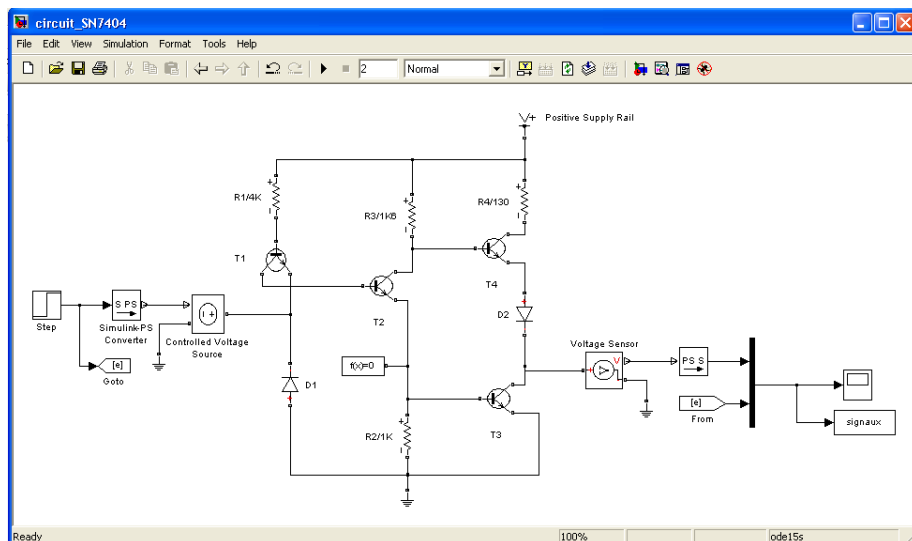 circuit_SN7404
File Edit View Simulation Format Tools Help
2 Normal
V+ Positive Supply Rail
R1/4K
R3/1K6
R4/130
T1
T2
T4
D2
Step
S PS
Simulink-PS
Converter
Controlled Voltage
Source
[e]
Goto
D1
f(x)=0
R2/1K
T3
Voltage Sensor
V
PS S
[e]
From
signaux
Ready 100% ode15s